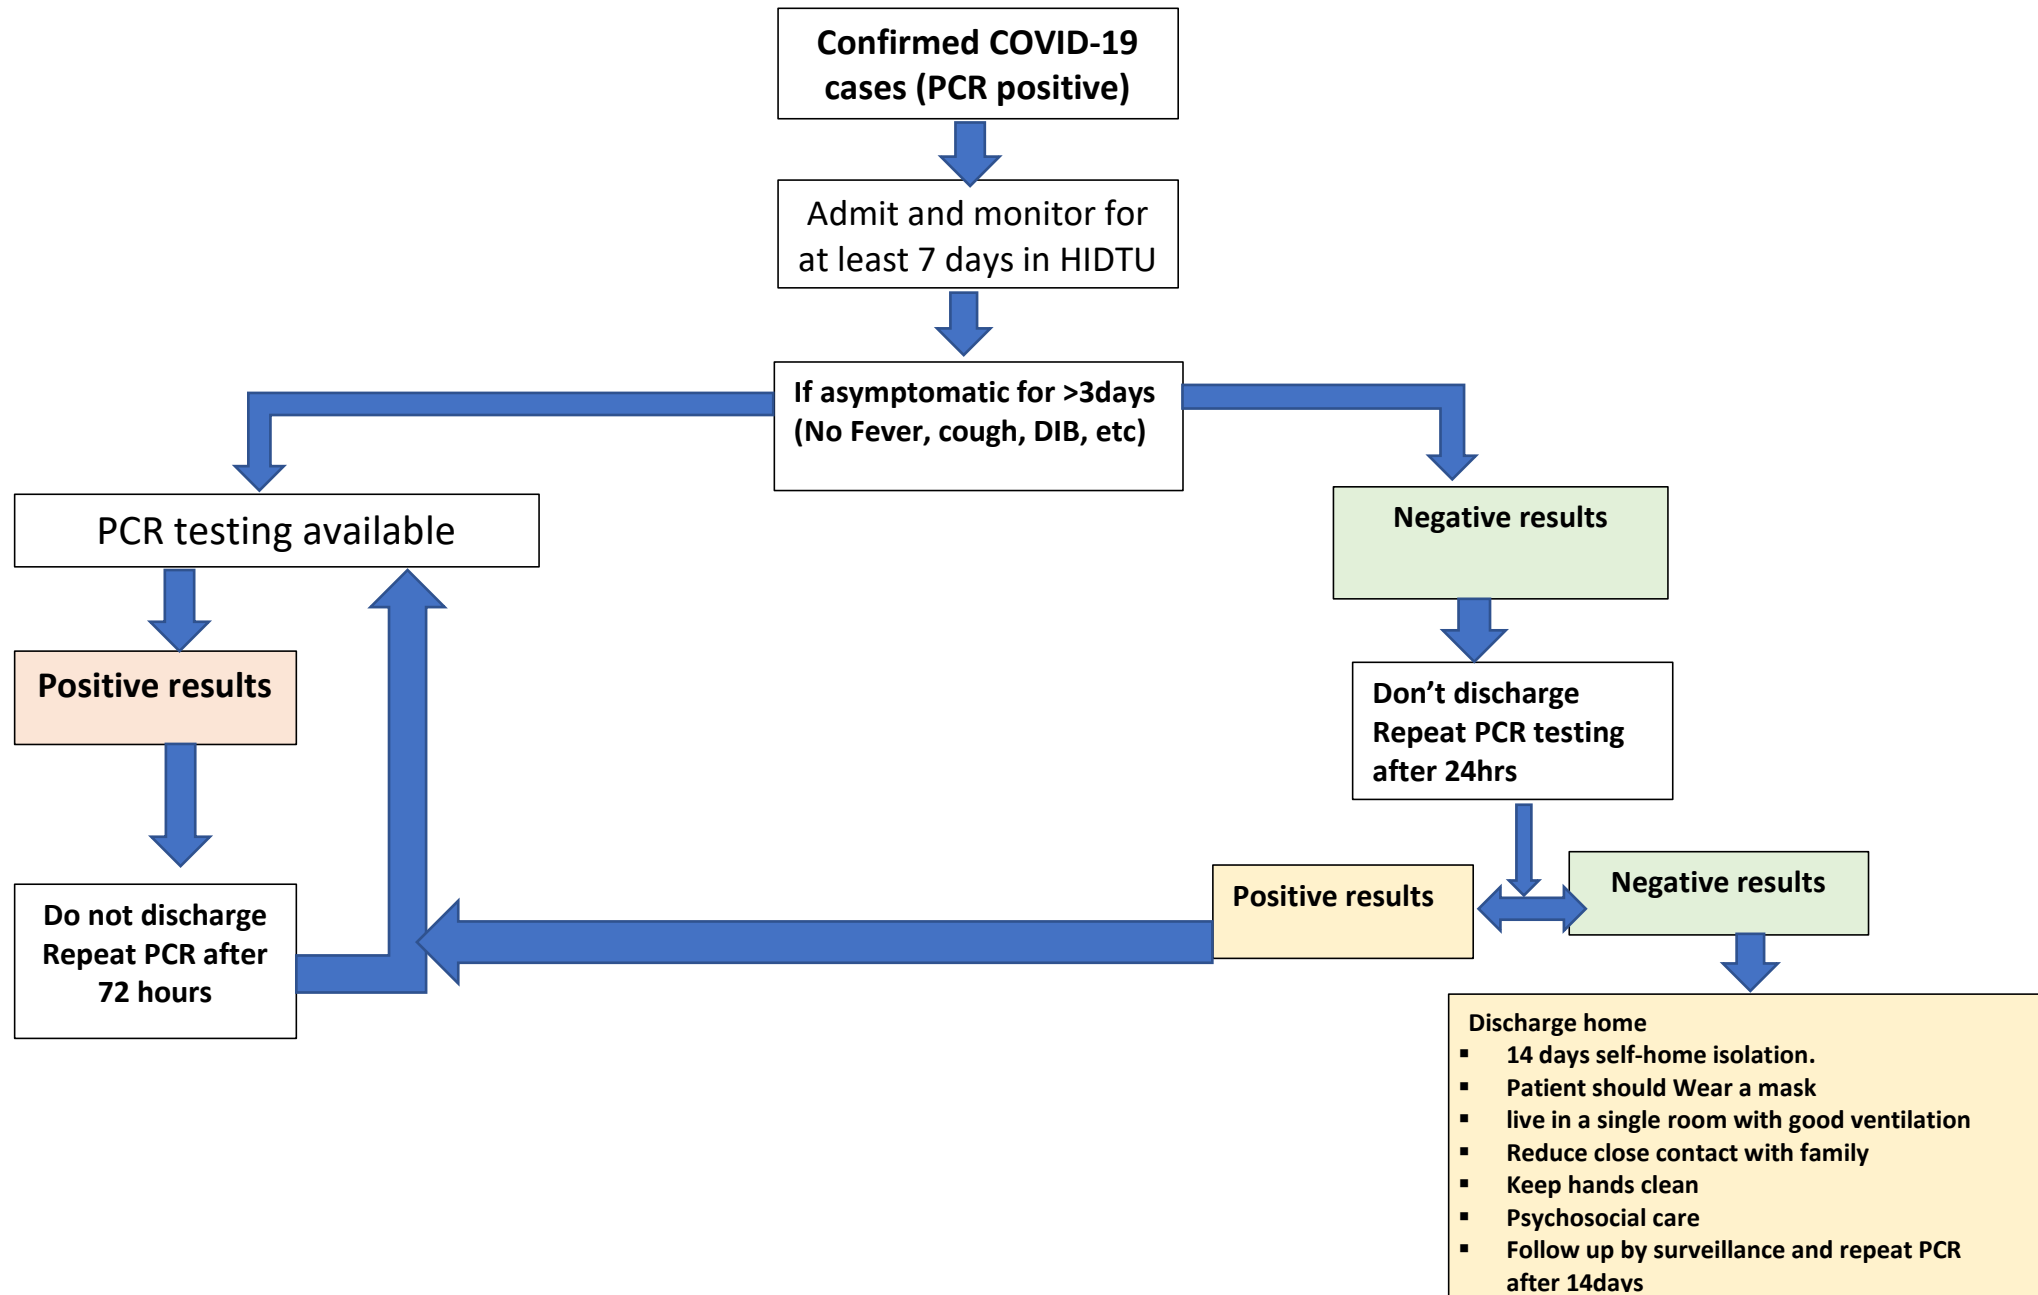 Confirmed COVID-19
cases (PCR positive)
Admit and monitor for
at least 7 days in HIDTU
If asymptomatic for >3days
(No Fever, cough, DIB, etc)
PCR testing available
Negative results
Positive results
Don’t discharge
Repeat PCR testing
after 24hrs
Do not discharge
Repeat PCR after
72 hours
Positive results
Negative results
Discharge home
▪ 14 days self-home isolation.
▪ Patient should Wear a mask
▪ live in a single room with good ventilation
▪ Reduce close contact with family
▪ Keep hands clean
▪ Psychosocial care
▪ Follow up by surveillance and repeat PCR
after 14days